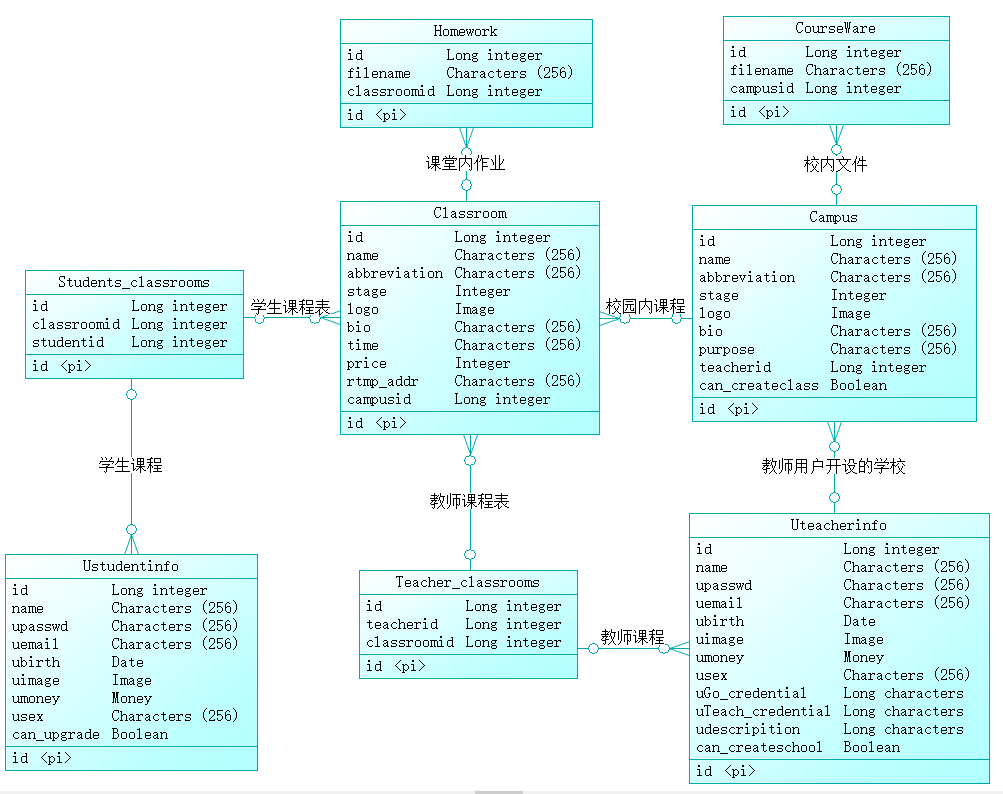 Homework
id Long integer
filename Characters (256)
classroomid Long integer
id <pi>
CourseWare
id Long integer
filename Characters (256)
campusid Long integer
id <pi>
课堂内作业
校内文件
Classroom
id Long integer
name Characters (256)
abbreviation Characters (256)
stage Integer
logo Image
bio Characters (256)
time Characters (256)
price Integer
rtmp_addr Characters (256)
campusid Long integer
id <pi>
Campus
id Long integer
name Characters (256)
abbreviation Characters (256)
stage Integer
logo Image
bio Characters (256)
purpose Characters (256)
teacherid Long integer
can_createclass Boolean
id <pi>
Students_classrooms
id Long integer
classroomid Long integer
studentid Long integer
id <pi>
学生课程表
校园内课程
学生课程
教师课程表
教师用户开设的学校
Ustudentinfo
id Long integer
name Characters (256)
upasswd Characters (256)
uemail Characters (256)
ubirth Date
uimage Image
umoney Money
usex Characters (256)
can_upgrade Boolean
id <pi>
Teacher_classrooms
id Long integer
teacherid Long integer
classroomid Long integer
id <pi>
教师课程
Uteacherinfo
id Long integer
name Characters (256)
upasswd Characters (256)
uemail Characters (256)
ubirth Date
uimage Image
umoney Money
usex Characters (256)
uGo_credential Long characters
uTeach_credential Long characters
udescripition Long characters
can_createschool Boolean
id <pi>